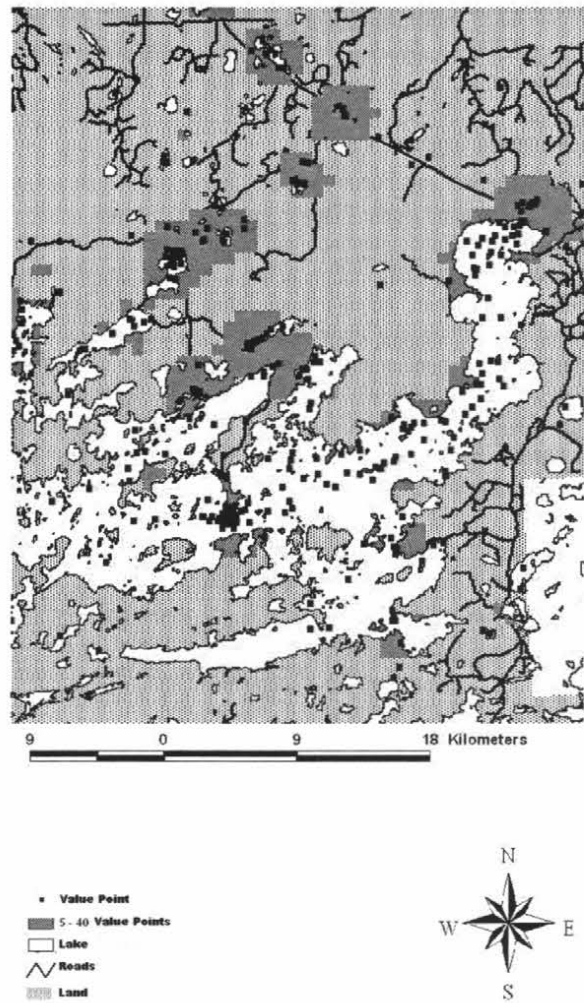 9 0 9 18 Kilometers
Value Point
5 - 40 Value Points
Lake
Roads
Land
N
W E
S